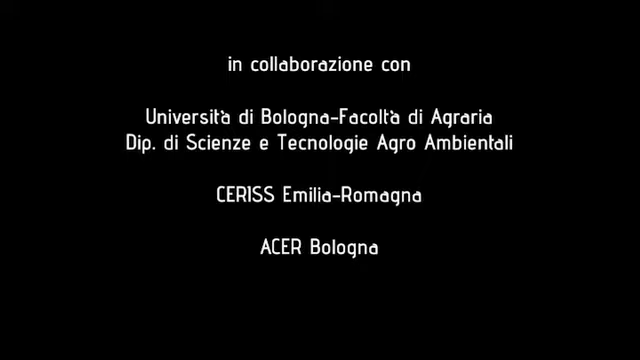 in collaborazione con
Università di Bologna-Facoltà di Agraria
Dip. di Scienze e Tecnologie Agro Ambientali
CERISS Emilia-Romagna
ACER Bologna